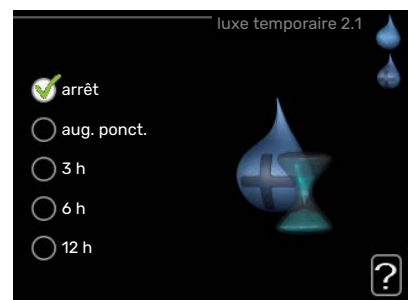 luxe temporaire 2.1
arrêt
aug. ponct.
3 h
6 h
12 h
?